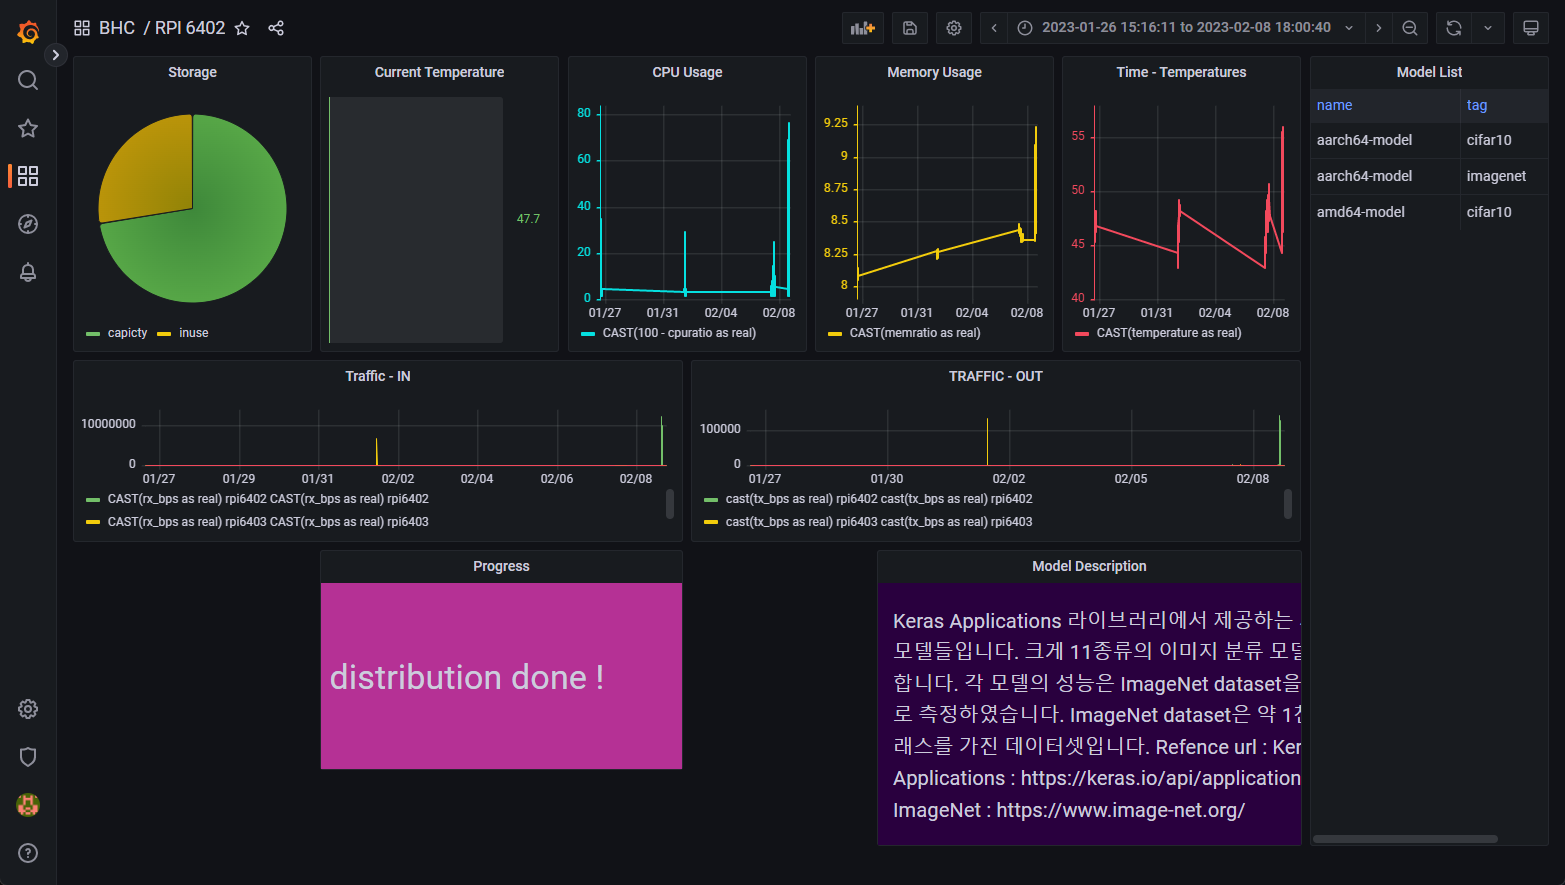 BHC / RPI 6402
2023-01-26 15:16:11 to 2023-02-08 18:00:40
Storage
capicty inuse
Current Temperature
47.7
CPU Usage
80
60
40
20
0
01/27 01/31 02/04 02/08
CAST(100 - cpuratio as real)
Memory Usage
9.25
9
8.75
8.5
8.25
8
01/27 01/31 02/04 02/08
CAST(memratio as real)
Time - Temperatures
55
50
45
40
01/27 01/31 02/04 02/08
CAST(temperature as real)
Model List
name tag
aarch64-model cifar10
aarch64-model imagenet
amd64-model cifar10
Traffic - IN
10000000
0
01/27 01/29 01/31 02/02 02/04 02/06 02/08
CAST(rx_bps as real) rpi6402 CAST(rx_bps as real) rpi6402
CAST(rx_bps as real) rpi6403 CAST(rx_bps as real) rpi6403
TRAFFIC - OUT
100000
0
01/27 01/30 02/02 02/05 02/08
cast(tx_bps as real) rpi6402 cast(tx_bps as real) rpi6402
cast(tx_bps as real) rpi6403 cast(tx_bps as real) rpi6403
Progress
distribution done !
Model Description
Keras Applications 라이브러리에서 제공하는
모델들입니다. 크게 11종류의 이미지 분류 모델
합니다. 각 모델의 성능은 ImageNet dataset을
로 측정하였습니다. ImageNet dataset은 약 1천
래스를 가진 데이터셋입니다. Refence url : Ker
Applications : https://keras.io/api/application
ImageNet : https://www.image-net.org/